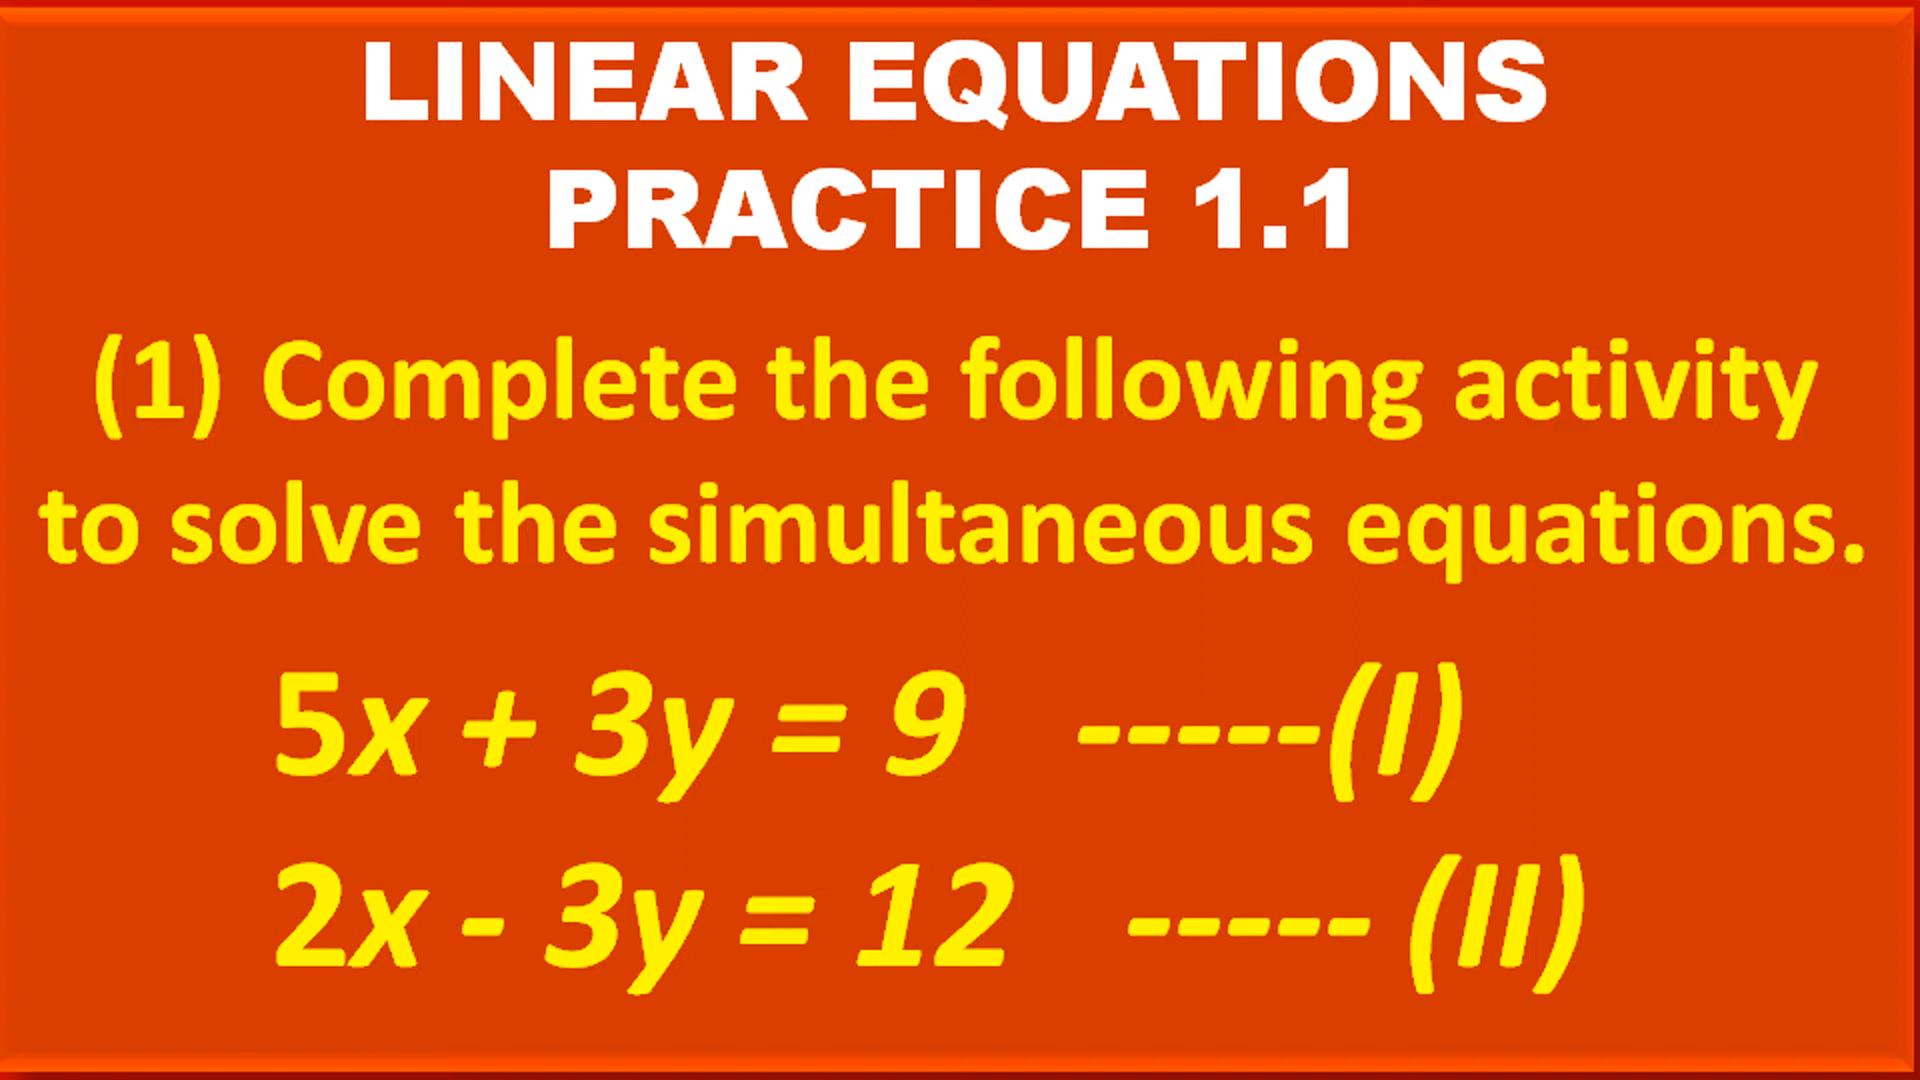 LINEAR EQUATIONS
PRACTICE 1.1
(1) Complete the following activity
to solve the simultaneous equations.
5x + 3y = 9 -----(I)
2x - 3y = 12 ----- (II)